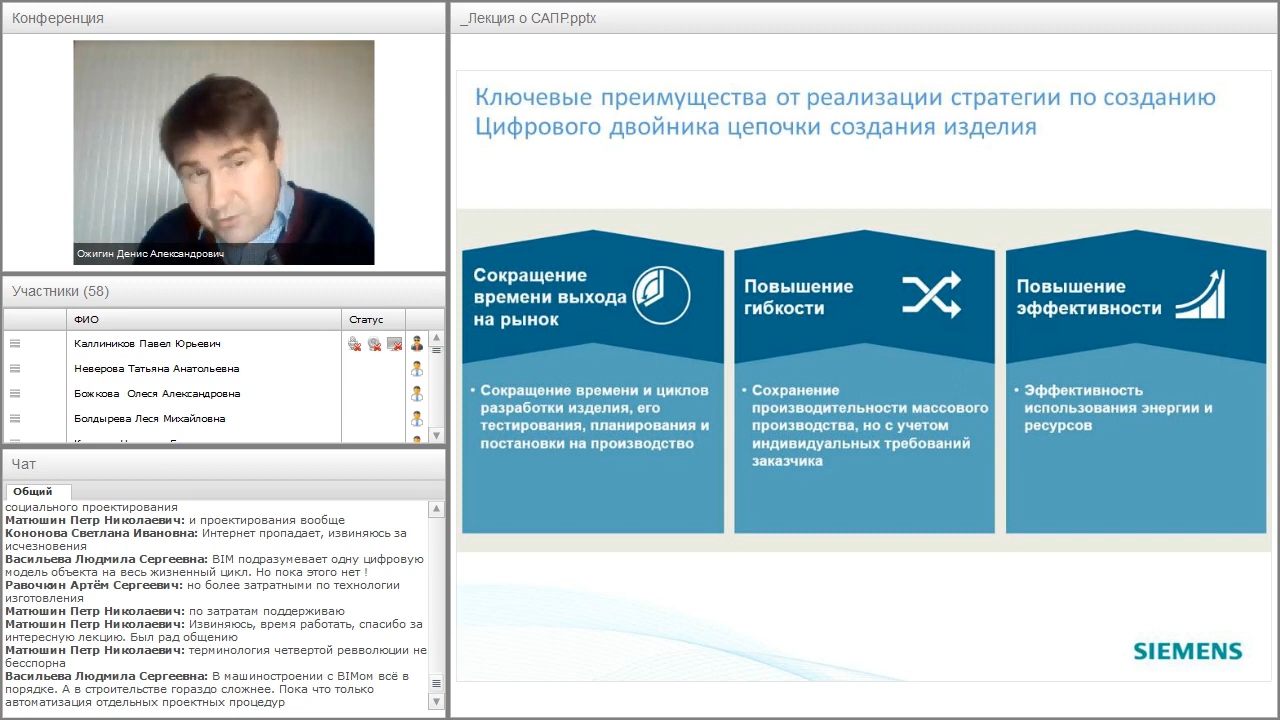 Конференция
Ожигин Денис Александрович
Участники (58)
ФИО
Статус
Каллиников Павел Юрьевич
Неверова Татьяна Анатольевна
Божкова Олеся Александровна
Болдырева Леся Михайловна
Чат
Общий
социального проектирования
Матюшин Петр Николаевич: и проектирования вообще
Кононова Светлана Ивановна: Интернет пропадает, извиняюсь за
исчезновения
Васильева Людмила Сергеевна: BIM подразумевает одну цифровую
модель объекта на весь жизненный цикл. Но пока этого нет !
Равочкин Артём Сергеевич: но более затратными по технологии
изготовления
Матюшин Петр Николаевич: по затратам поддерживаю
Матюшин Петр Николаевич: Извиняюсь, время работать, спасибо за
интересную лекцию. Был рад общению
Матюшин Петр Николаевич: терминология четвертой революции не
бесспорна
Васильева Людмила Сергеевна: В машиностроении с BIMом всё в
порядке. А в строительстве гораздо сложнее. Пока что только
автоматизация отдельных проектных процедур
_Лекция о САПР.pptx
Ключевые преимущества от реализации стратегии по созданию
Цифрового двойника цепочки создания изделия
Сокращение
времени выхода
на рынок
• Сокращение времени и циклов
разработки изделия, его
тестирования, планирования и
постановки на производство
Повышение
гибкости
• Сохранение
производительности массового
производства, но с учетом
индивидуальных требований
заказчика
Повышение
эффективности
• Эффективность
использования энергии и
ресурсов
SIEMENS